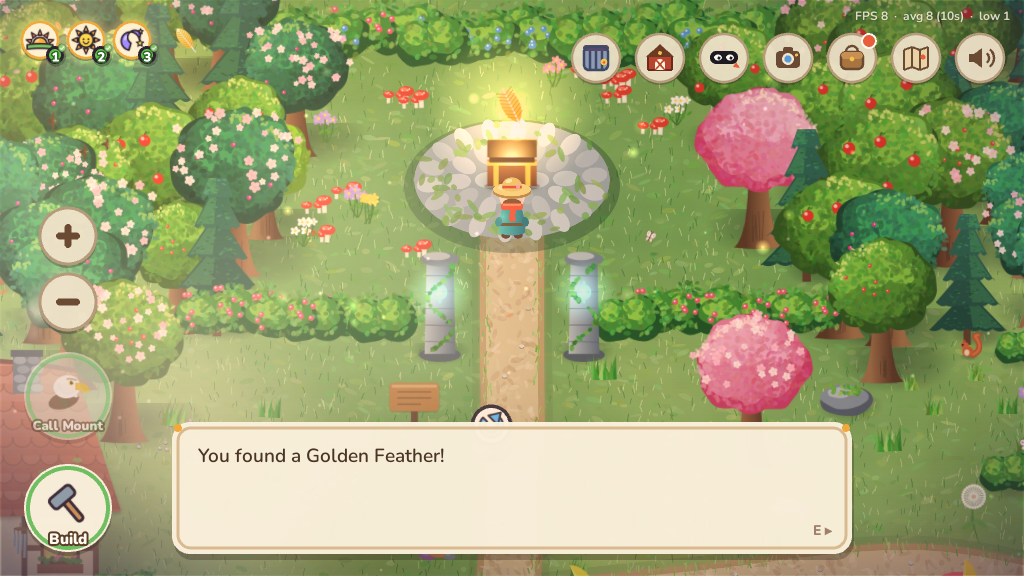 FPS 8 · avg 8 (10s) · low 1
1 2 3
Call Mount
Build
You found a Golden Feather!
E